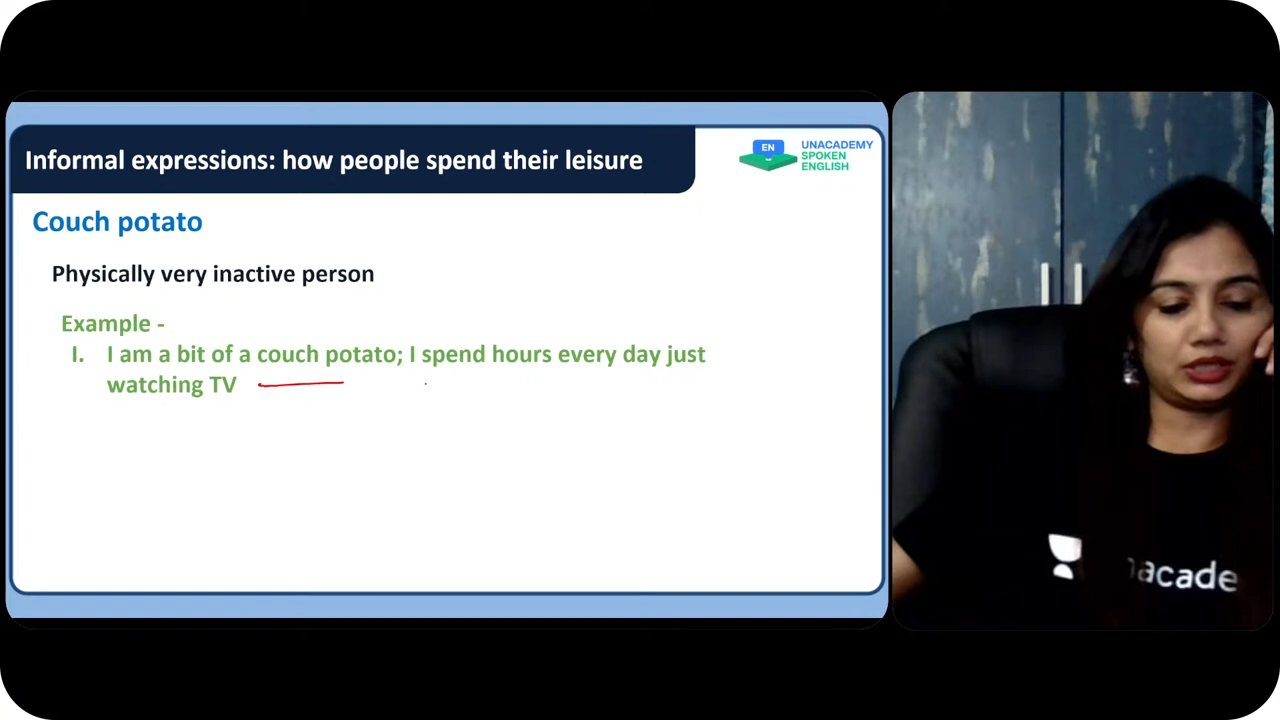 Informal expressions: how people spend their leisure
EN
UNACADEMY
SPOKEN
ENGLISH
Couch potato
Physically very inactive person
Example -
I. I am a bit of a couch potato; I spend hours every day just
watching TV